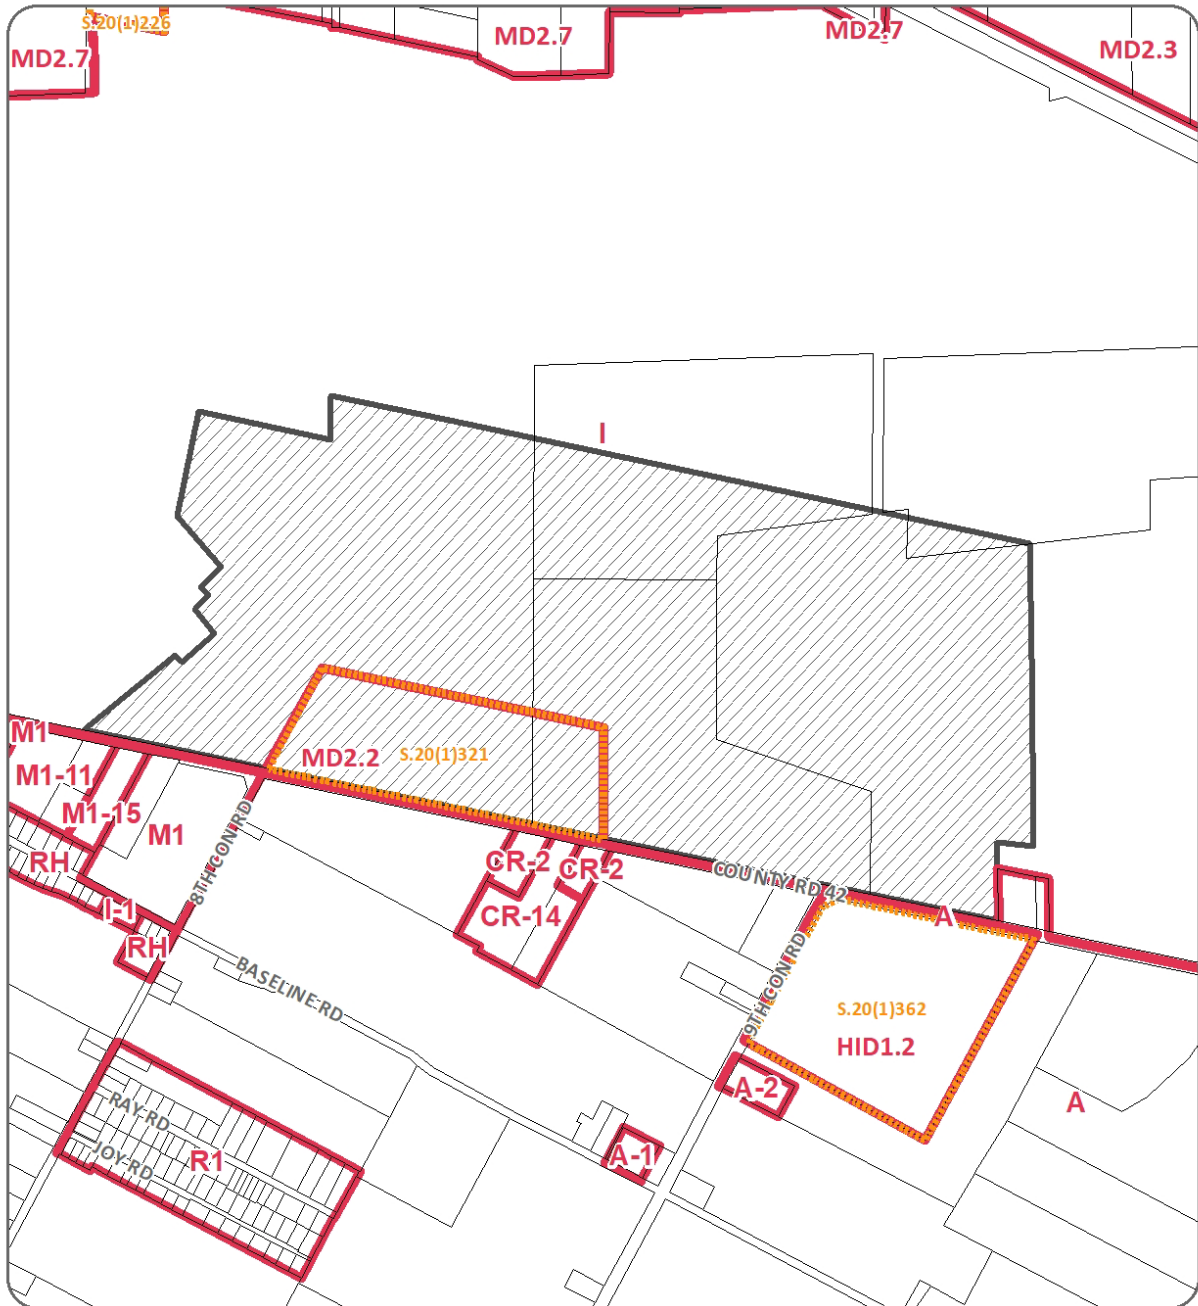 S.20(1)226
MD2.7
MD2.7
MD2.7
MD2.3
I
M1
M1-11
M1-15
M1
MD2.2
S.20(1)321
8TH CON RD
RH
I-1
RH
CR-2
CR-2
CR-14
COUNTY RD 42
A
9TH CON RD
S.20(1)362
HID1.2
BASELINE RD
A-2
A
A-1
RAY RD
JOY RD
R1